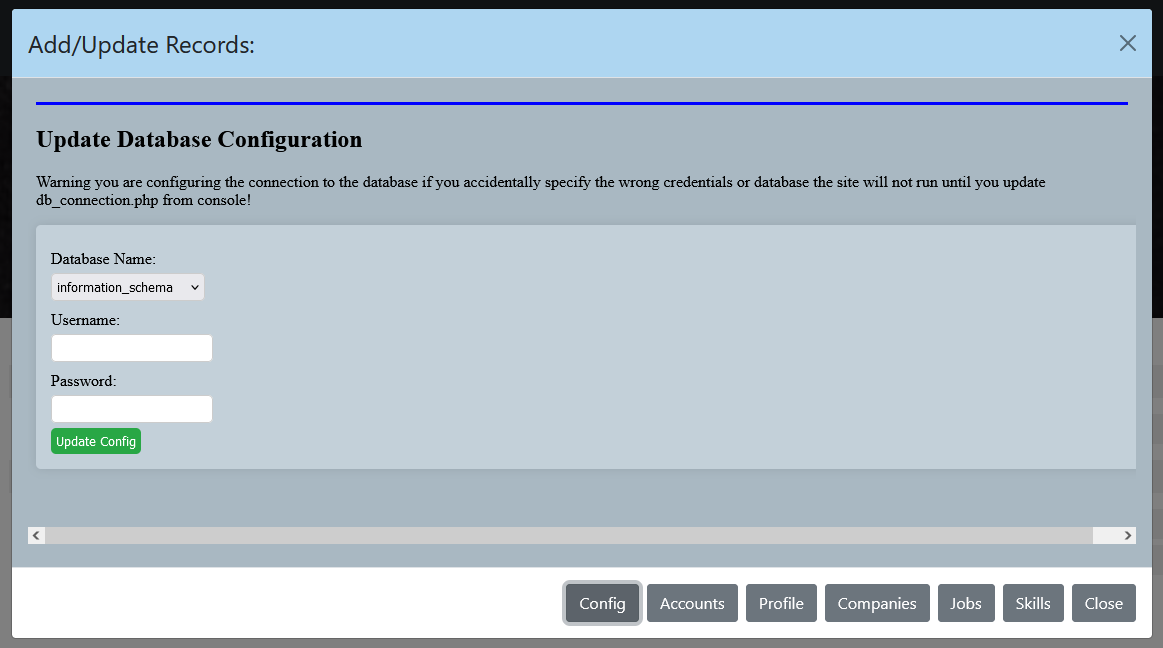 Add/Update Records:
Update Database Configuration
Warning you are configuring the connection to the database if you accidentally specify the wrong credentials or database the site will not run until you update
db_connection.php from console!
Database Name:
information_schema
Username:
Password:
Update Config
Config Accounts Profile Companies Jobs Skills Close